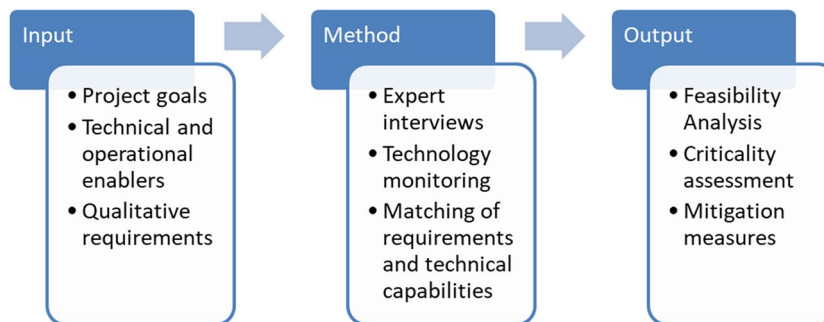 Input
• Project goals
• Technical and
operational
enablers
• Qualitative
requirements
Method
• Expert
interviews
• Technology
monitoring
• Matching of
requirements
and technical
capabilities
Output
• Feasibility
Analysis
• Criticality
assessment
• Mitigation
measures